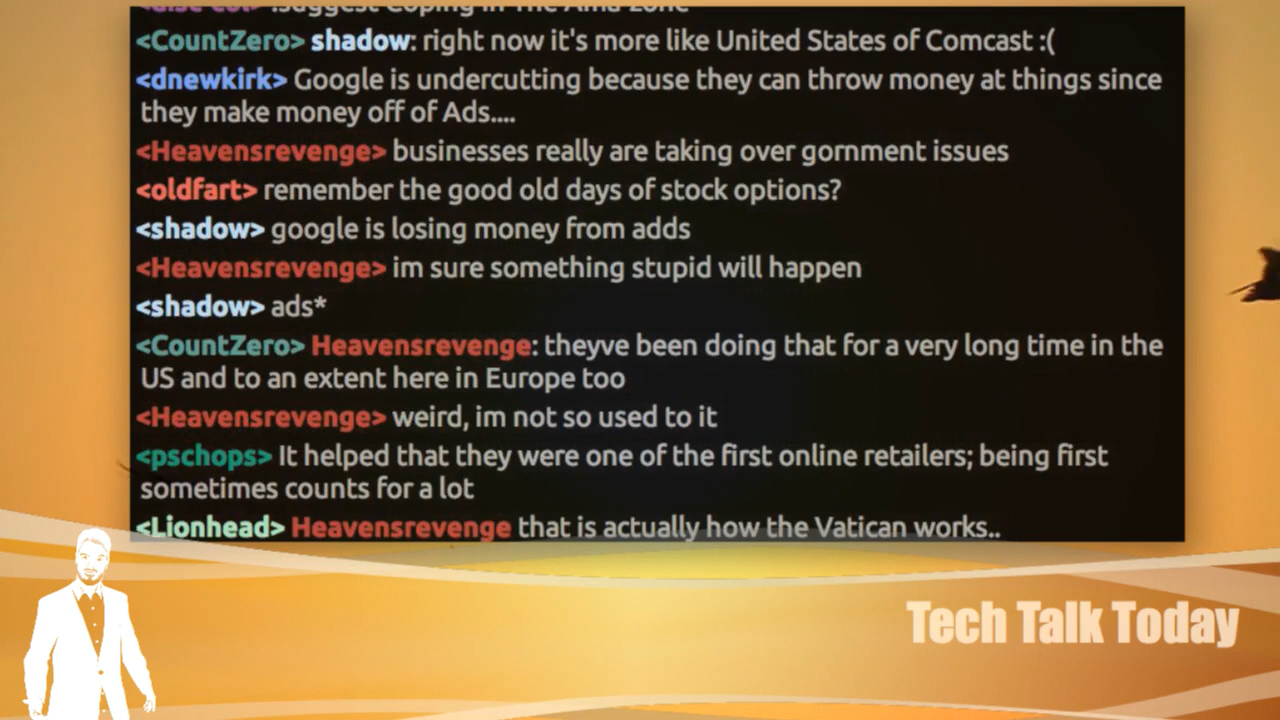 :Suggest Coping in The Ama-zone
<CountZero> shadow: right now it's more like United States of Comcast :(
<dnewkirk> Google is undercutting because they can throw money at things since
they make money off of Ads....
<Heavensrevenge> businesses really are taking over gornment issues
<oldfart> remember the good old days of stock options?
<shadow> google is losing money from adds
<Heavensrevenge> im sure something stupid will happen
<shadow> ads*
<CountZero> Heavensrevenge: theyve been doing that for a very long time in the
US and to an extent here in Europe too
<Heavensrevenge> weird, im not so used to it
<pschops> It helped that they were one of the first online retailers; being first
sometimes counts for a lot
<Lionhead> Heavensrevenge that is actually how the Vatican works..
Tech Talk Today